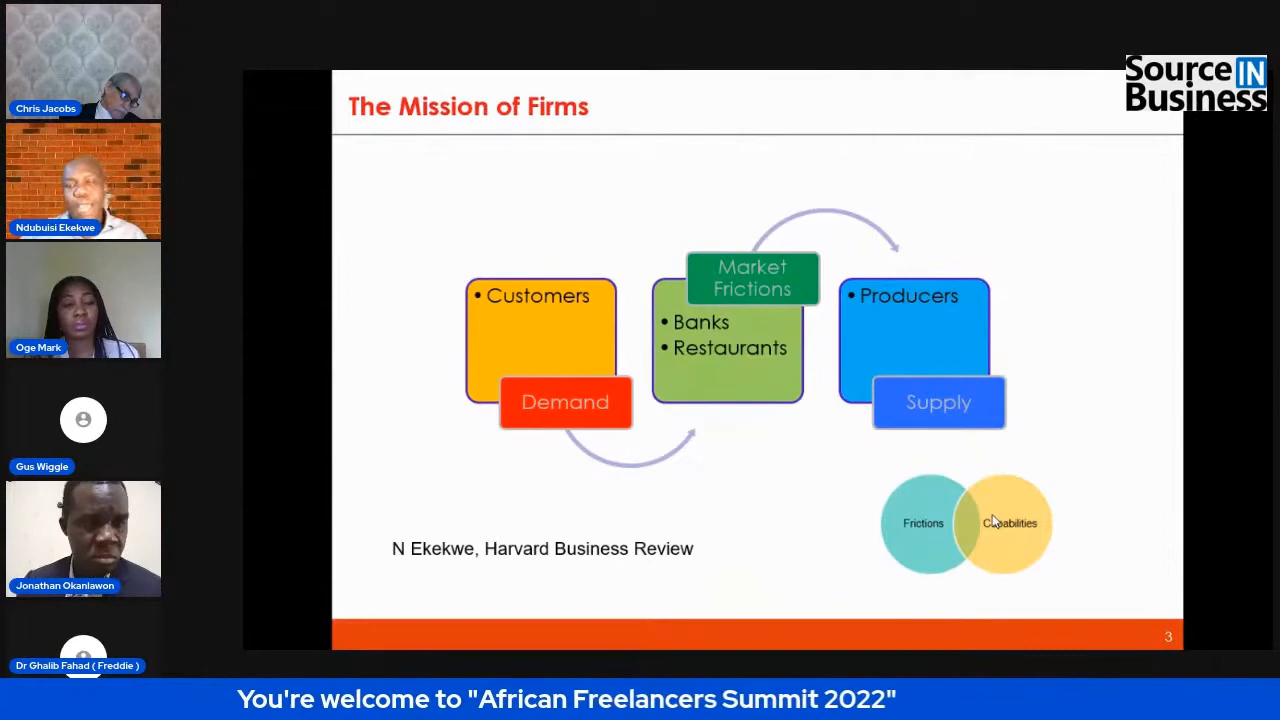 Chris Jacobs
Ndubuisi Ekekwe
Oge Mark
Gus Wiggle
Jonathan Okanlawon
Dr Ghalib Fahad ( Freddie )
Source IN
Business
The Mission of Firms
• Customers
Demand
Market
Frictions
• Banks
• Restaurants
• Producers
Supply
Frictions
Capabilities
N Ekekwe, Harvard Business Review
3
You're welcome to "African Freelancers Summit 2022"